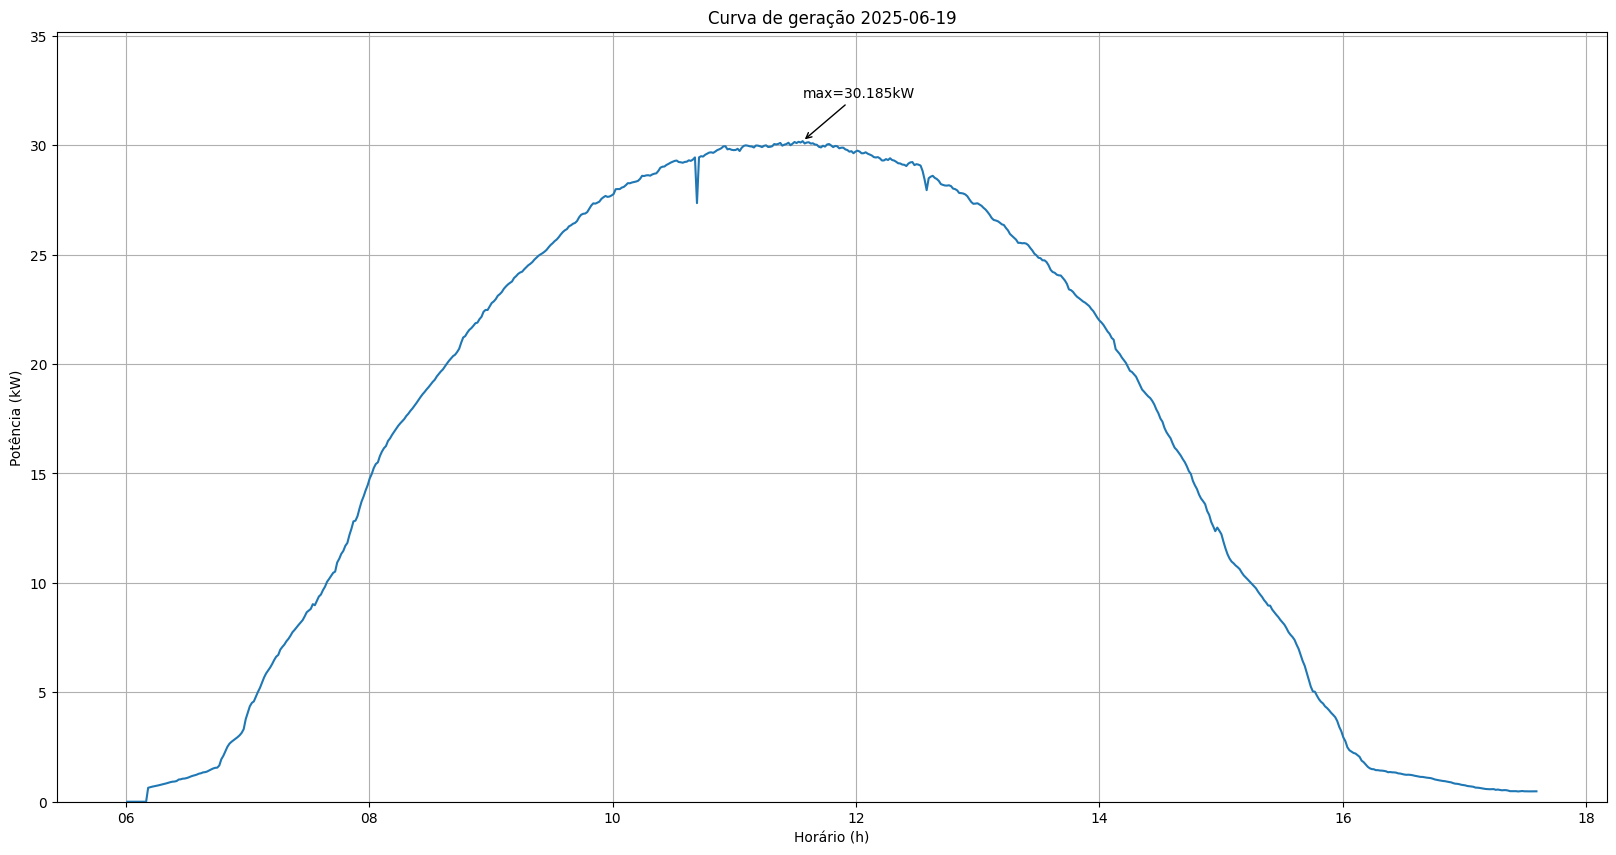 Curva de geração 2025-06-19
35
max=30.185kW
30
25
20
15
10
5
0
Potência (kW)
06 08 10 12 14 16 18
Horário (h)